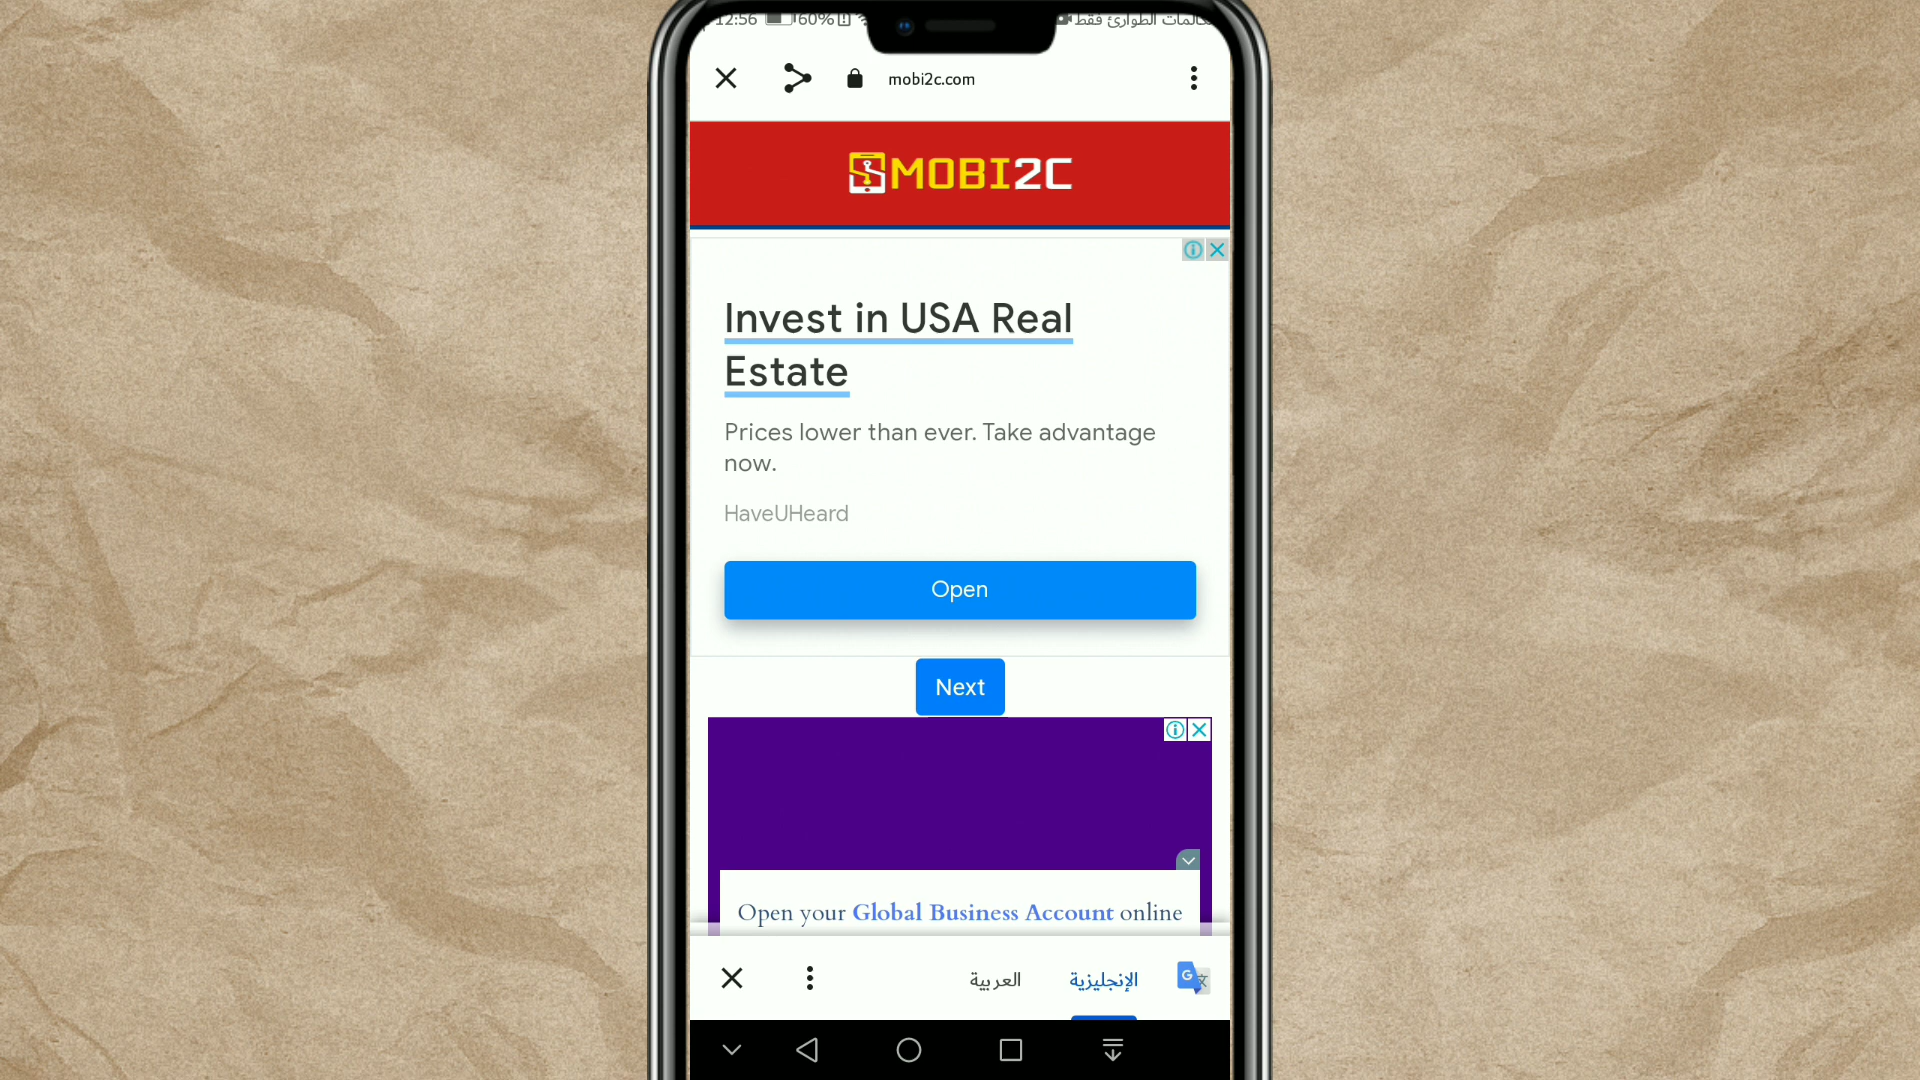 12:56
60%
mobi2c.com
MOBI2C
Invest in USA Real
Estate
Prices lower than ever. Take advantage
now.
HaveUHeard
Open
Next
Open your Global Business Account online
العربية
الإنجليزية